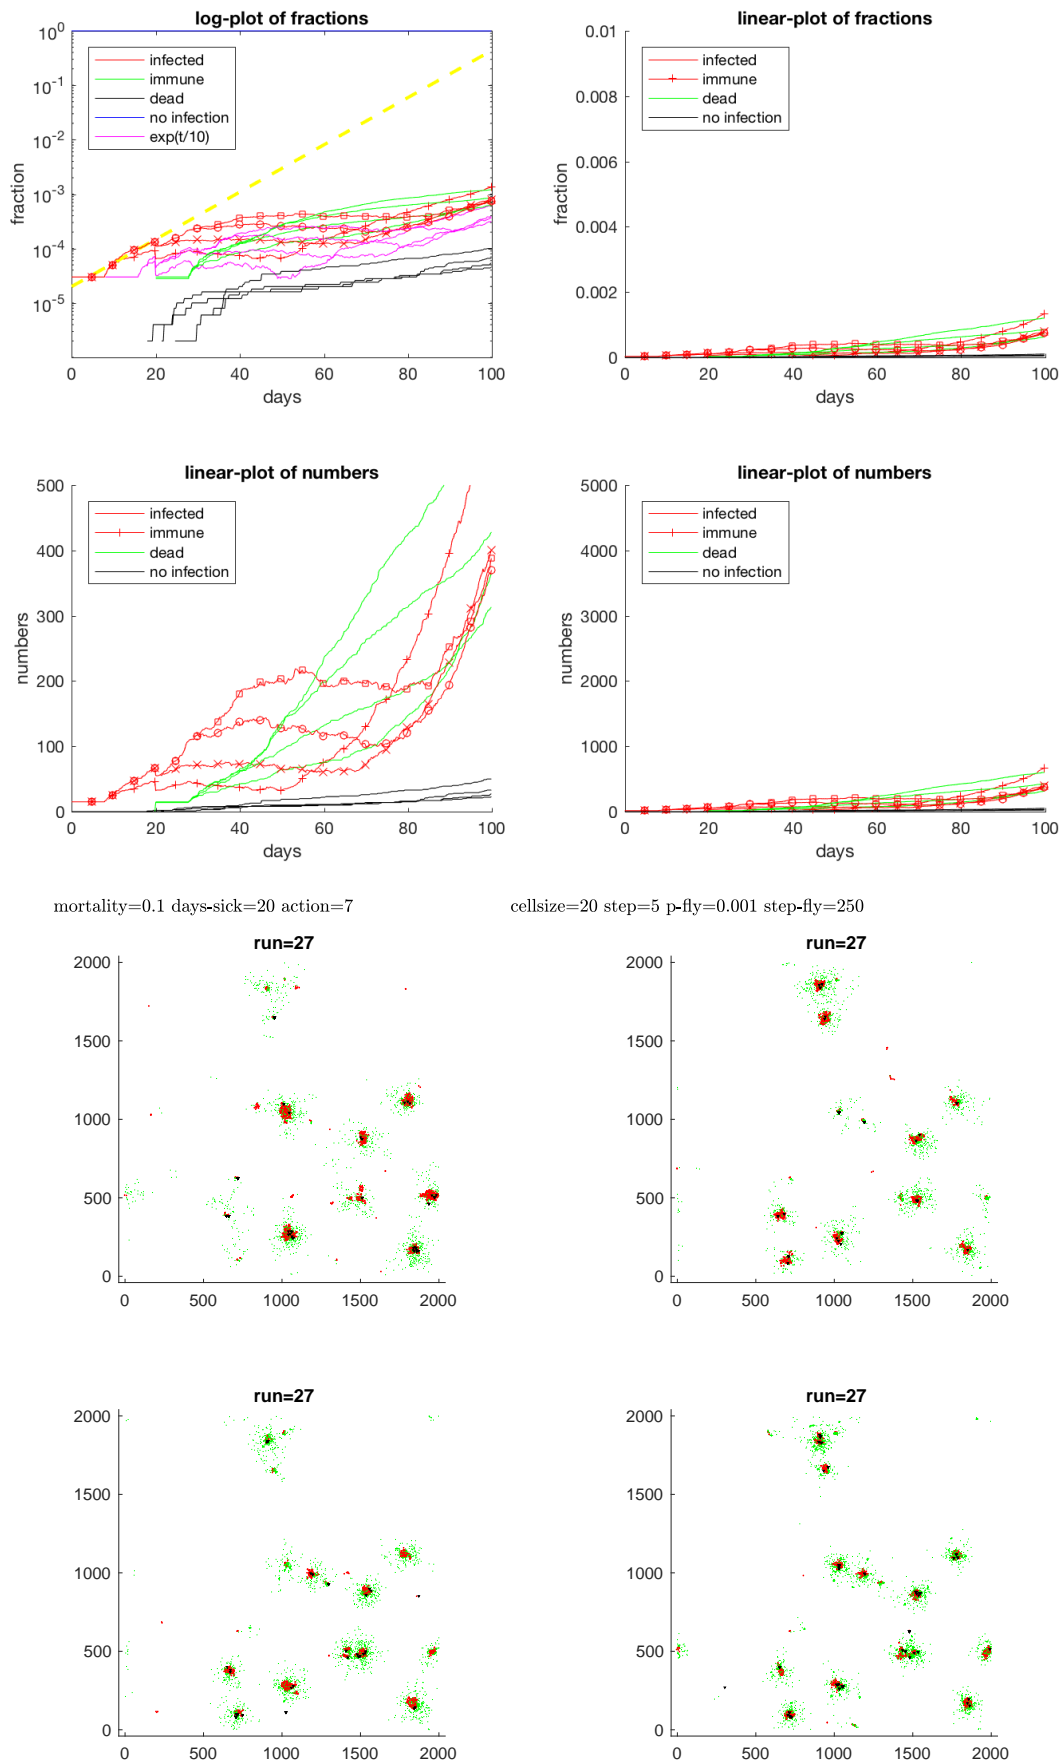 log-plot of fractions
10^0
10^-1
10^-2
10^-3
10^-4
10^-5
fraction
infected
immune
dead
no infection
exp(t/10)
0 20 40 60 80 100
days
linear-plot of fractions
0.01
0.008
0.006
0.004
0.002
0
fraction
infected
immune
dead
no infection
0 20 40 60 80 100
days
linear-plot of numbers
500
400
300
200
100
0
numbers
infected
immune
dead
no infection
0 20 40 60 80 100
days
linear-plot of numbers
5000
4000
3000
2000
1000
0
numbers
infected
immune
dead
no infection
0 20 40 60 80 100
days
mortality=0.1 days-sick=20 action=7
cellsize=20 step=5 p-fly=0.001 step-fly=250
run=27
2000
1500
1000
500
0
0 500 1000 1500 2000
run=27
2000
1500
1000
500
0
0 500 1000 1500 2000
run=27
2000
1500
1000
500
0
0 500 1000 1500 2000
run=27
2000
1500
1000
500
0
0 500 1000 1500 2000